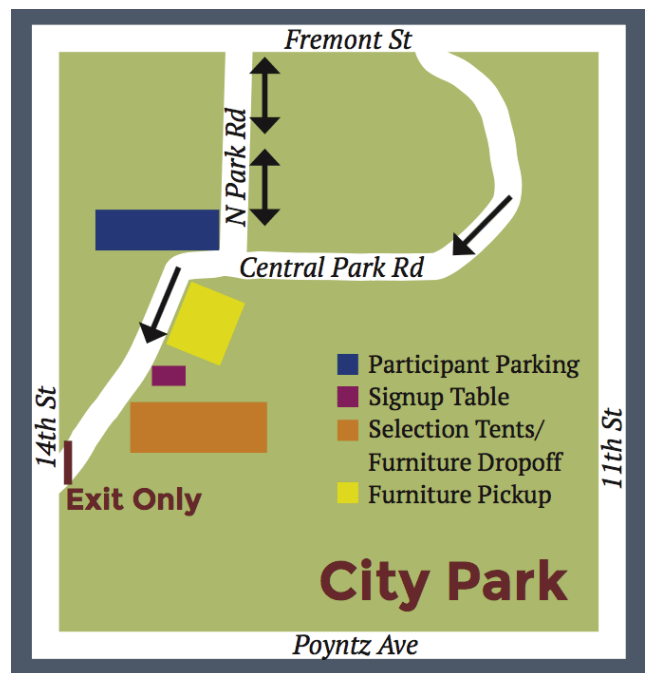 Fremont St
N Park Rd
Central Park Rd
Participant Parking
Signup Table
Selection Tents/
Furniture Dropoff
Furniture Pickup
14th St
11th St
Exit Only
City Park
Poyntz Ave